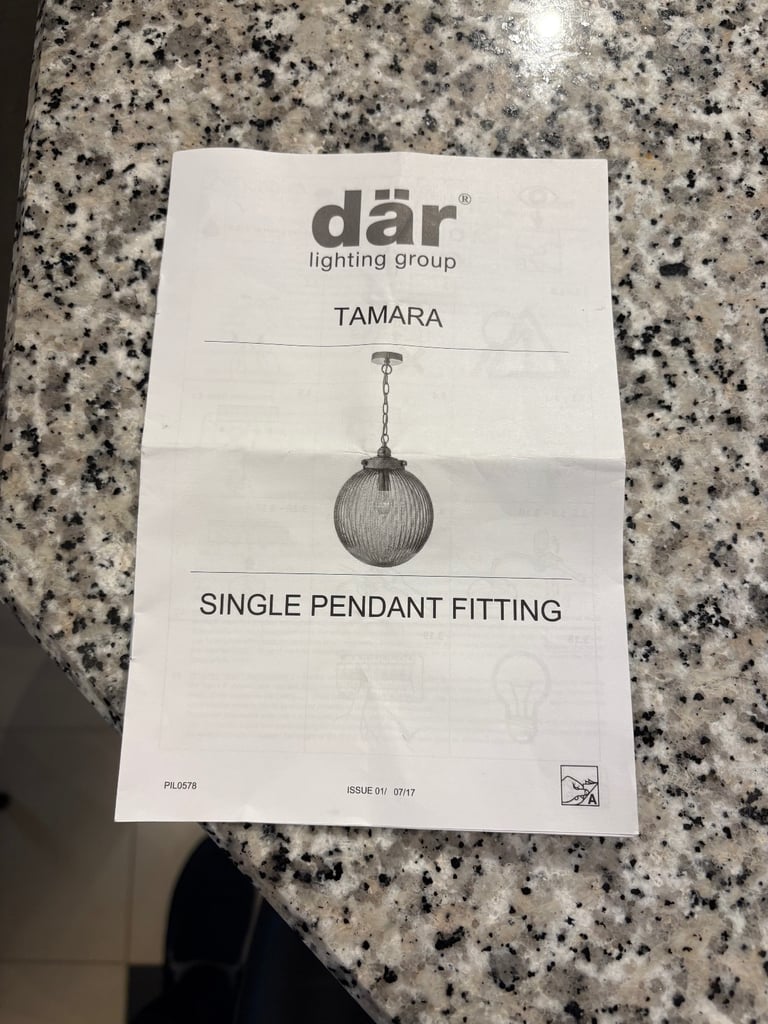 där®
lighting group
TAMARA
SINGLE PENDANT FITTING
PIL0578
ISSUE 01/ 07/17
A